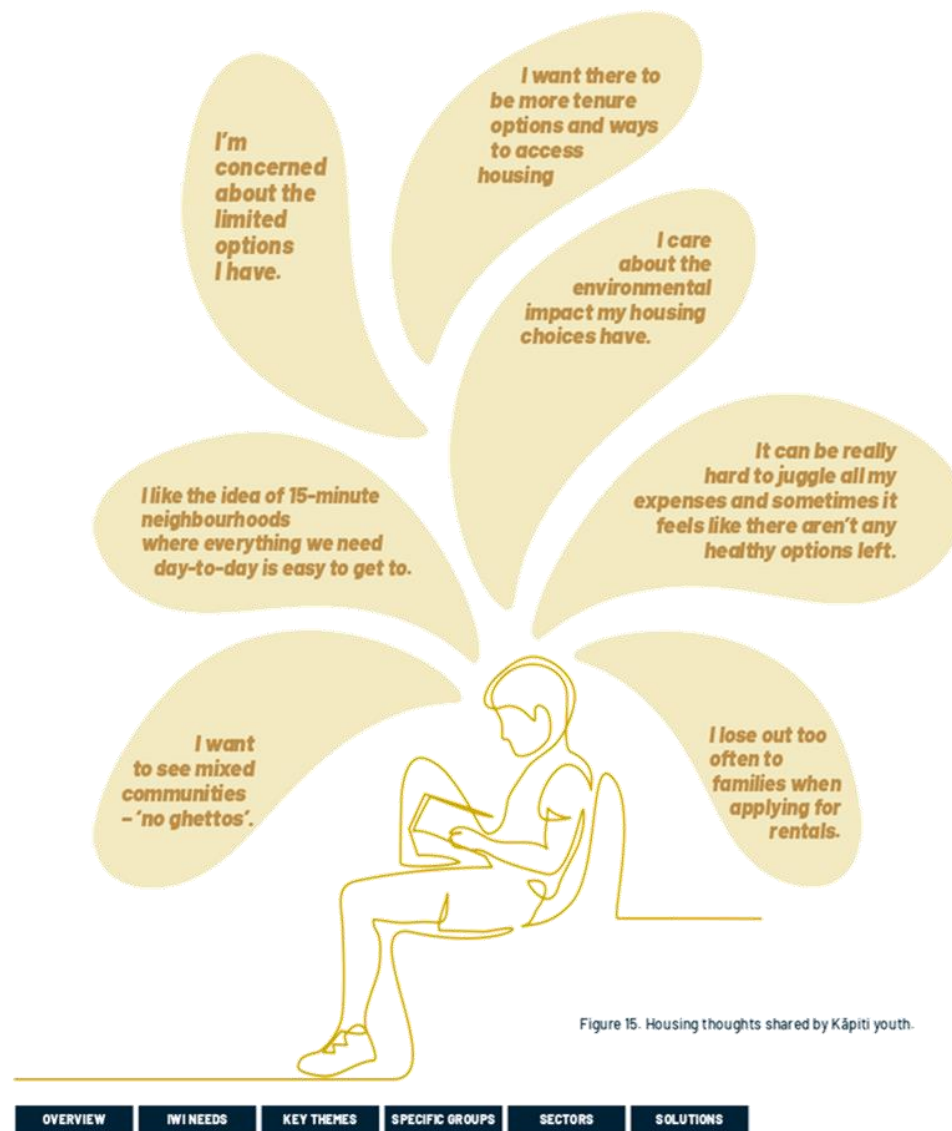 I want there to
be more tenure
options and ways
to access
housing
I'm
concerned
about the
limited
options
I have.
I care
about the
environmental
impact my housing
choices have.
It can be really
hard to juggle all my
expenses and sometimes it
feels like there aren't any
healthy options left.
I like the idea of 15-minute
neighbourhoods
where everything we need
day-to-day is easy to get to.
I want
to see mixed
communities
– 'no ghettos'.
I lose out too
often to
families when
applying for
rentals.
Figure 15. Housing thoughts shared by Kāpiti youth.
OVERVIEW
IWI NEEDS
KEY THEMES
SPECIFIC GROUPS
SECTORS
SOLUTIONS